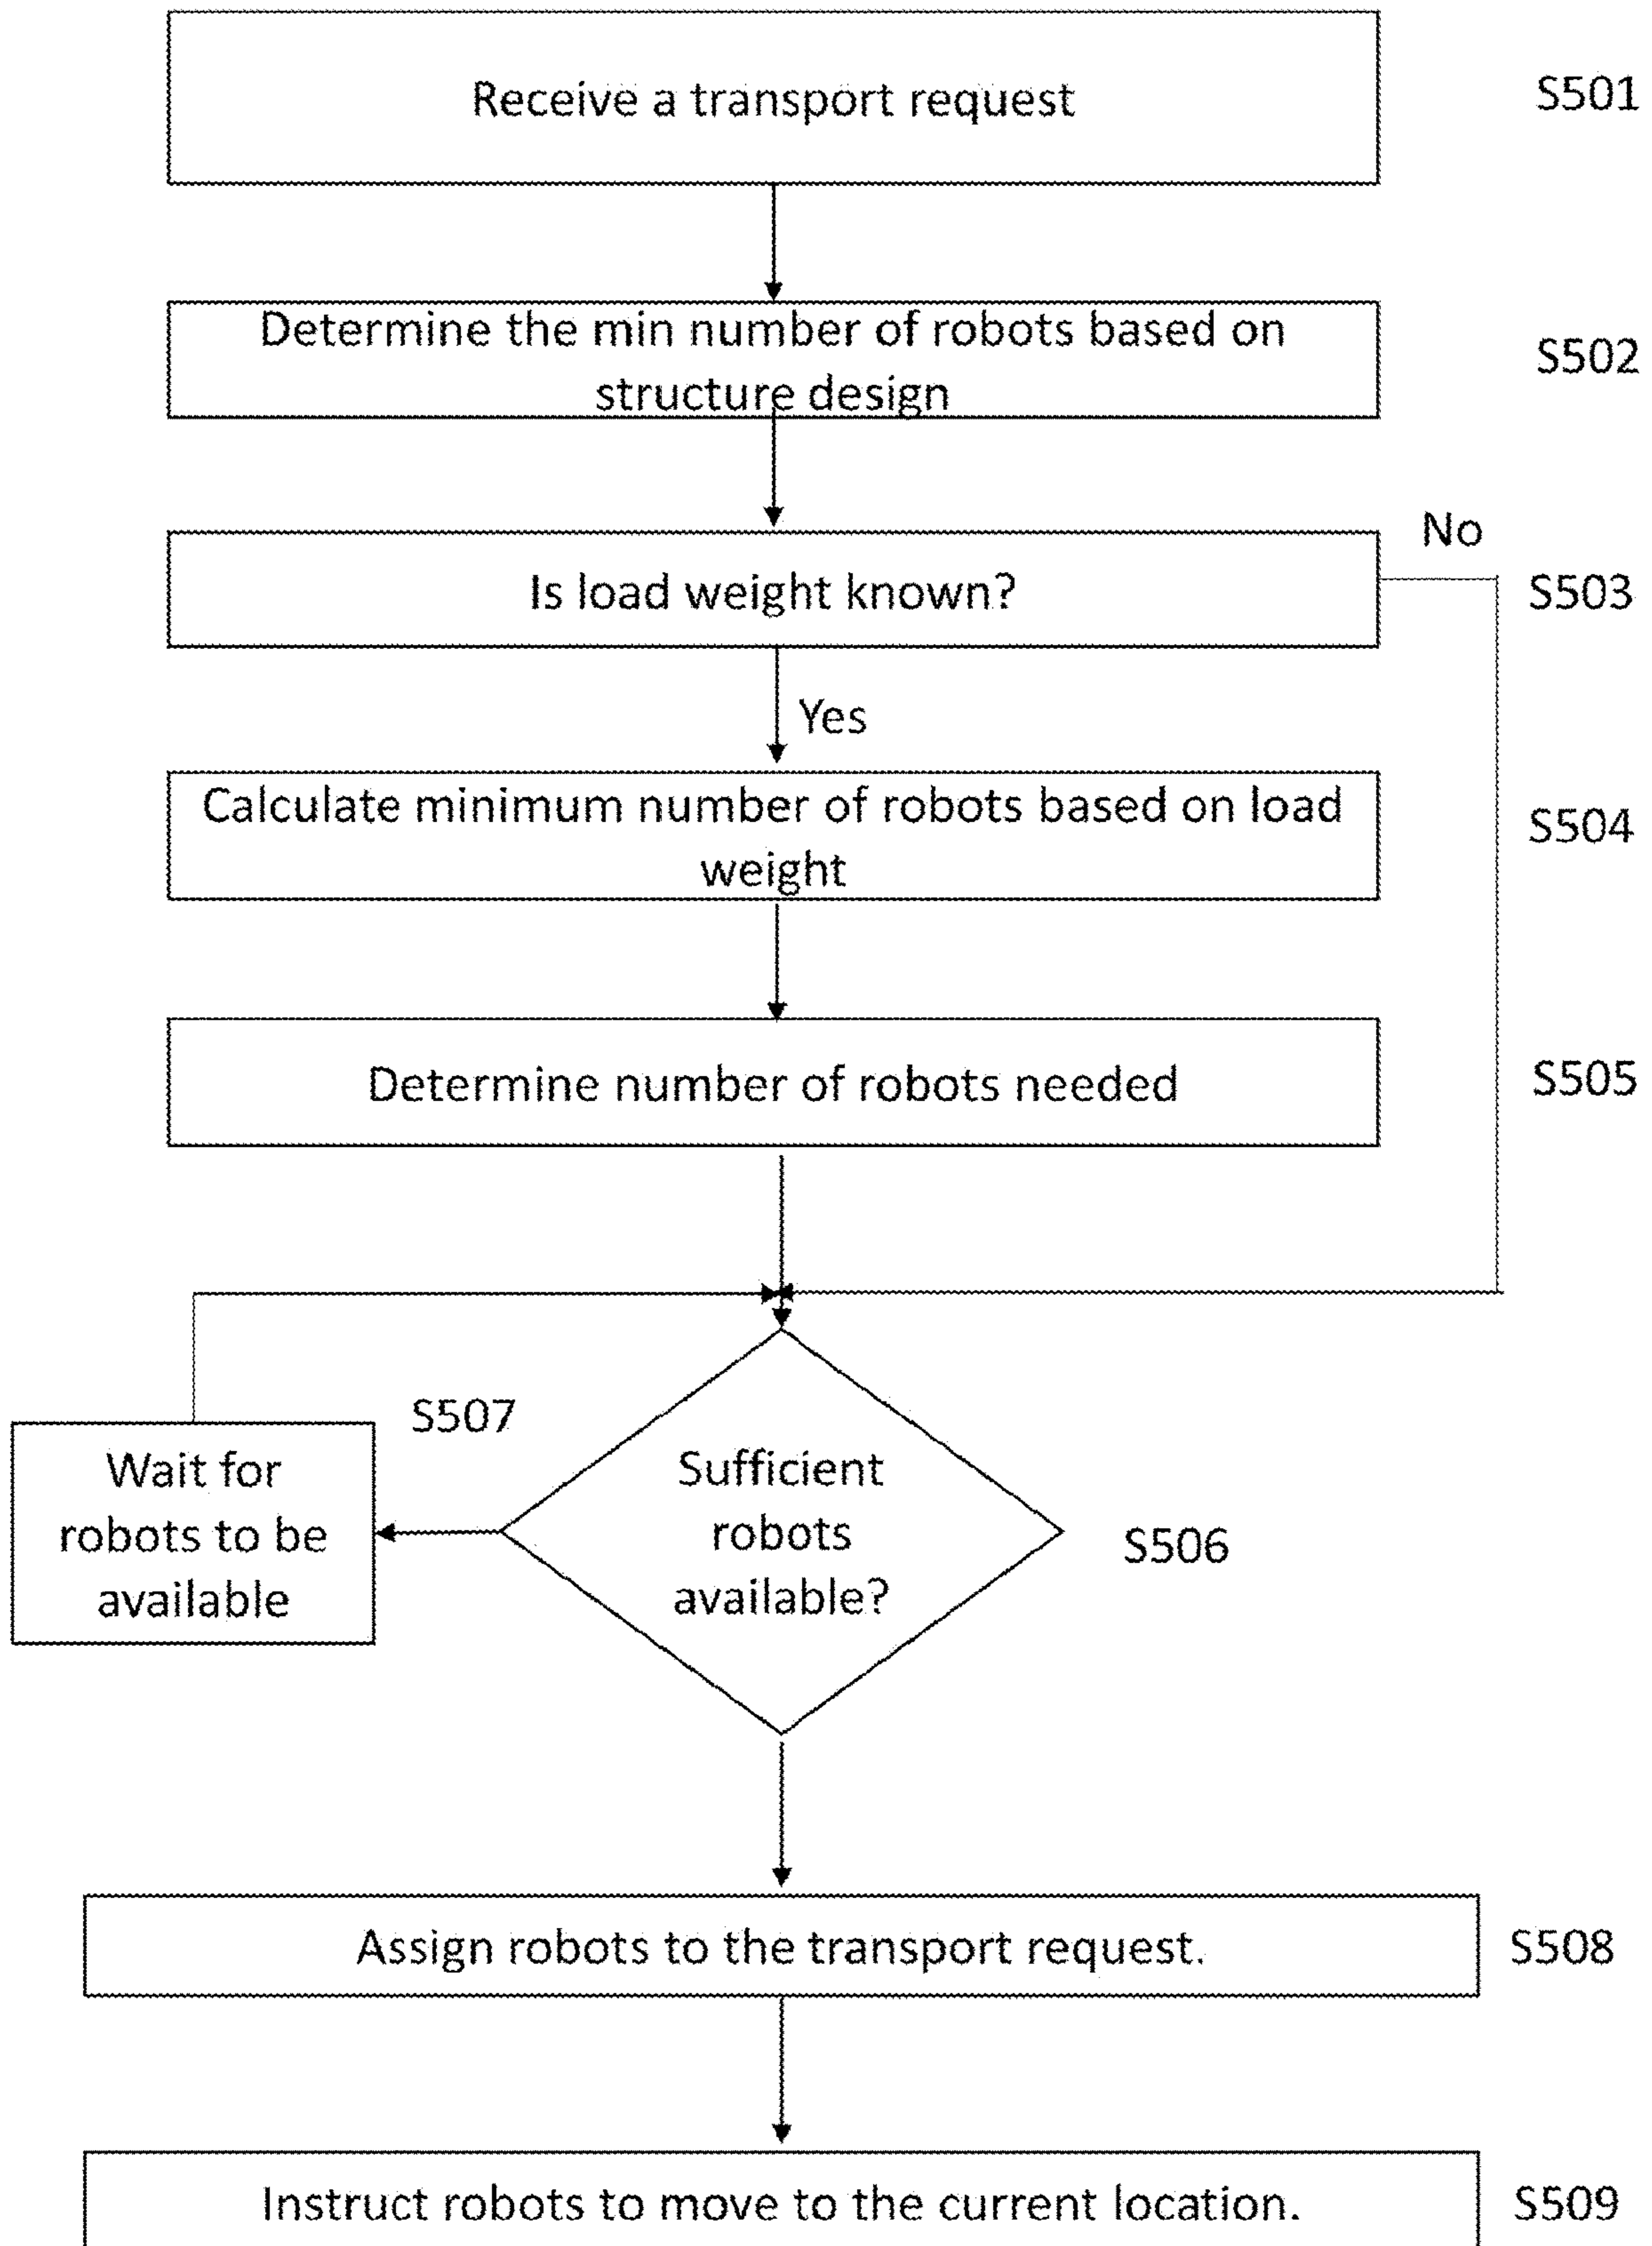 Receive a transport request
S501
Determine the min number of robots based on
structure design
S502
No
Is load weight known?
S503
Yes
Calculate minimum number of robots based on load
weight
S504
Determine number of robots needed
S505
S507
Wait for
robots to be
available
Sufficient
robots
available?
S506
Assign robots to the transport request.
S508
Instruct robots to move to the current location.
S509